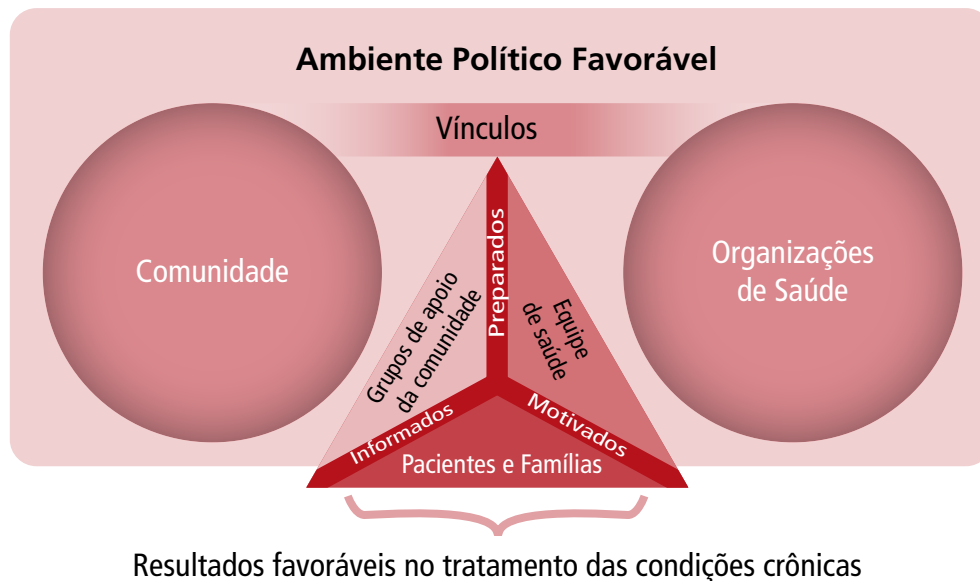 Ambiente Político Favorável
Vínculos
Comunidade
Organizações
de Saúde
Preparados
Grupos de apoio
da comunidade
Equipe
de saúde
Informados
Motivados
Pacientes e Famílias
Resultados favoráveis no tratamento das condições crônicas